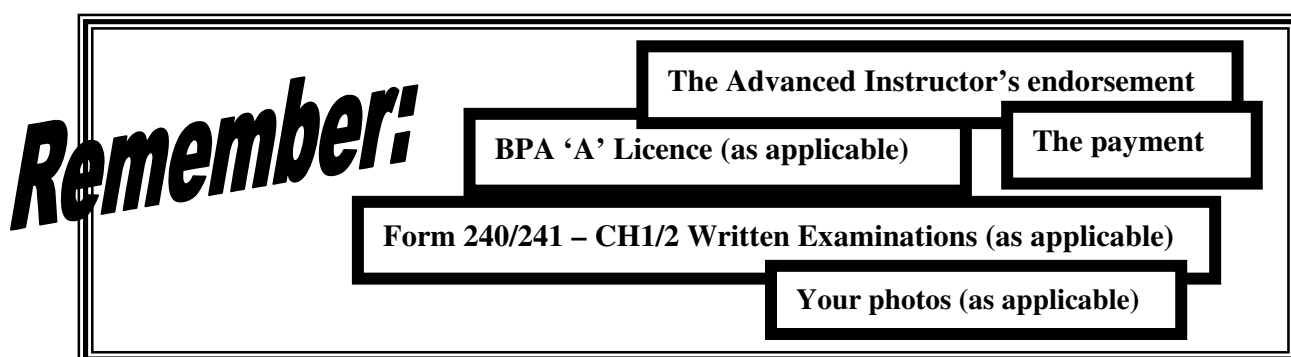 Remember:
The Advanced Instructor’s endorsement
BPA ‘A’ Licence (as applicable)
The payment
Form 240/241 – CH1/2 Written Examinations (as applicable)
Your photos (as applicable)